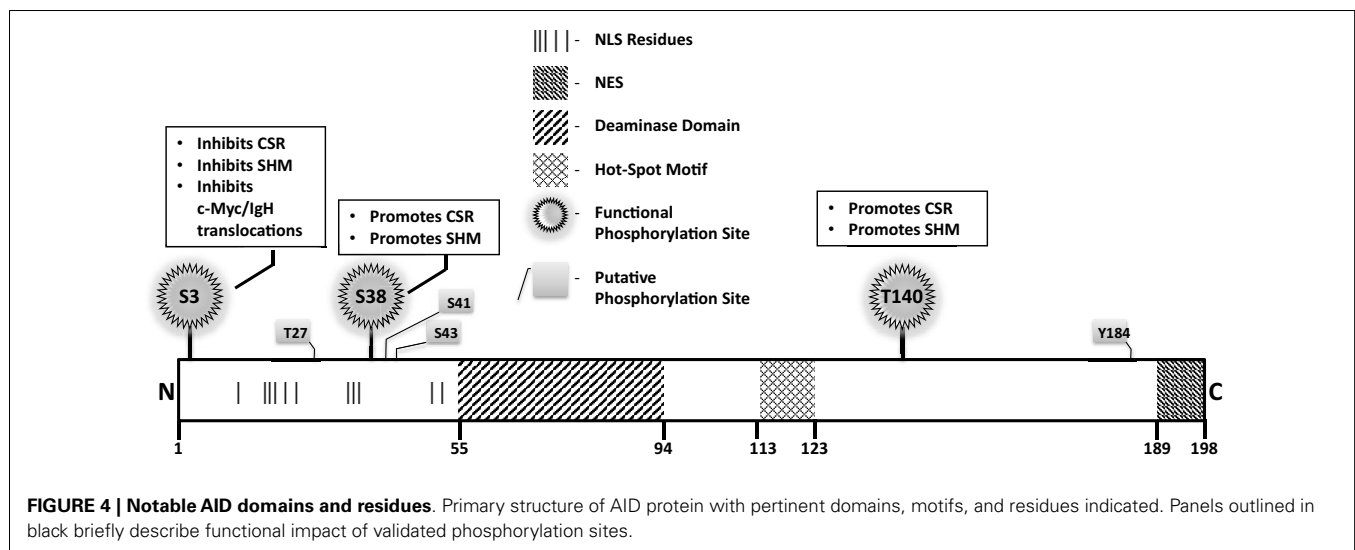 - NLS Residues
- NES
- Deaminase Domain
- Hot-Spot Motif
- Functional
Phosphorylation Site
- Putative
Phosphorylation Site
• Inhibits CSR
• Inhibits SHM
• Inhibits
c-Myc/IgH
translocations
• Promotes CSR
• Promotes SHM
• Promotes CSR
• Promotes SHM
S3
T27
S38
S41
S43
T140
Y184
N
C
1
55
94
113
123
189
198
FIGURE 4 | Notable AID domains and residues. Primary structure of AID protein with pertinent domains, motifs, and residues indicated. Panels outlined in
black briefly describe functional impact of validated phosphorylation sites.